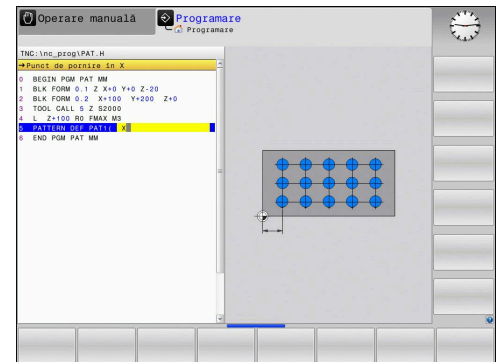 Operare manuală
Programare
Programare
TNC:\nc_prog\PAT.H
→Punct de pornire în X
0 BEGIN PGM PAT MM
1 BLK FORM 0.1 Z X+0 Y+0 Z-20
2 BLK FORM 0.2 X+100 Y+200 Z+0
3 TOOL CALL 5 Z S2000
4 L Z+100 R0 FMAX M3
5 PATTERN DEF PAT1( X
6 END PGM PAT MM